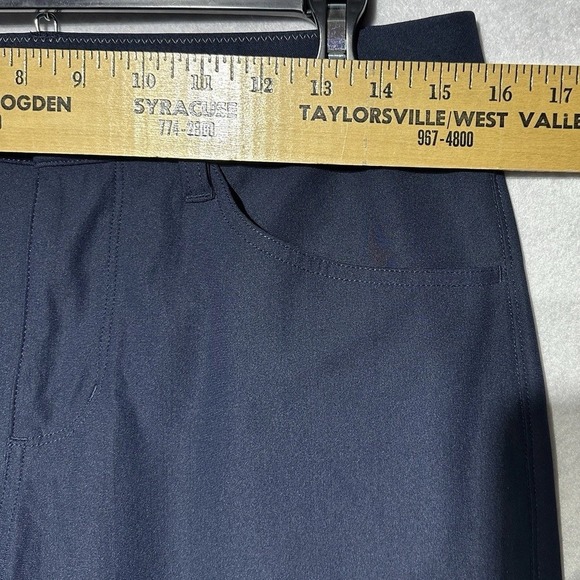 8 9 10 11 12 13 14 15 16 17
OGDEN SYRACUSE TAYLORSVILLE/WEST VALLE
774-2800 967-4800